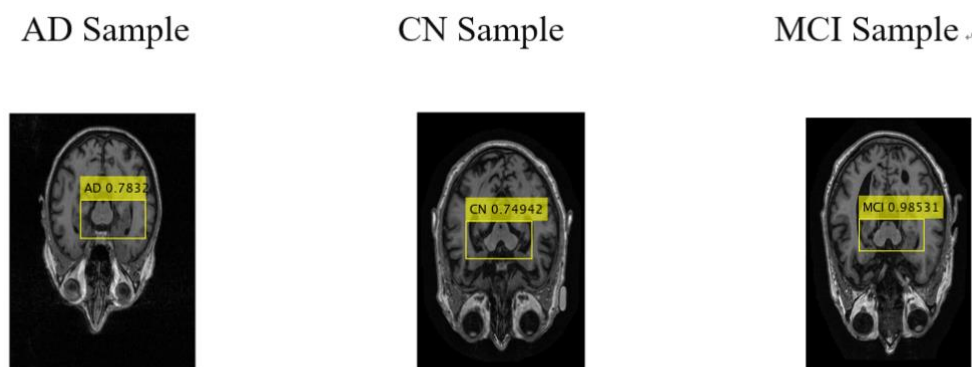 AD Sample
CN Sample
MCI Sample
AD 0.7832
CN 0.74942
MCI 0.98531